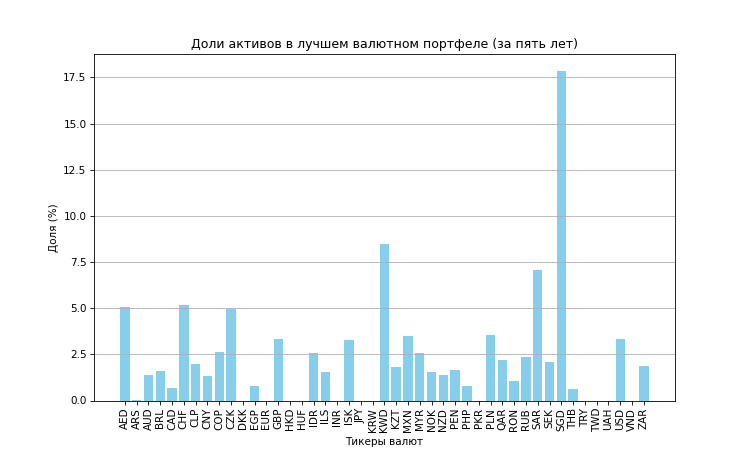 Доли активов в лучшем валютном портфеле (за пять лет)
Доля (%)
17.5
15.0
12.5
10.0
7.5
5.0
2.5
0.0
AED ARS AUD BRL CAD CHF CLP CNY COP CZK DKK EGP EUR GBP HKD HUF IDR ILS INR ISK JPY KRW KWD KZT MXN MYR NOK NZD PEN PHP PKR PLN QAR RON RUB SAR SEK SGD THB TRY TWD UAH USD VND ZAR
Тикеры валют